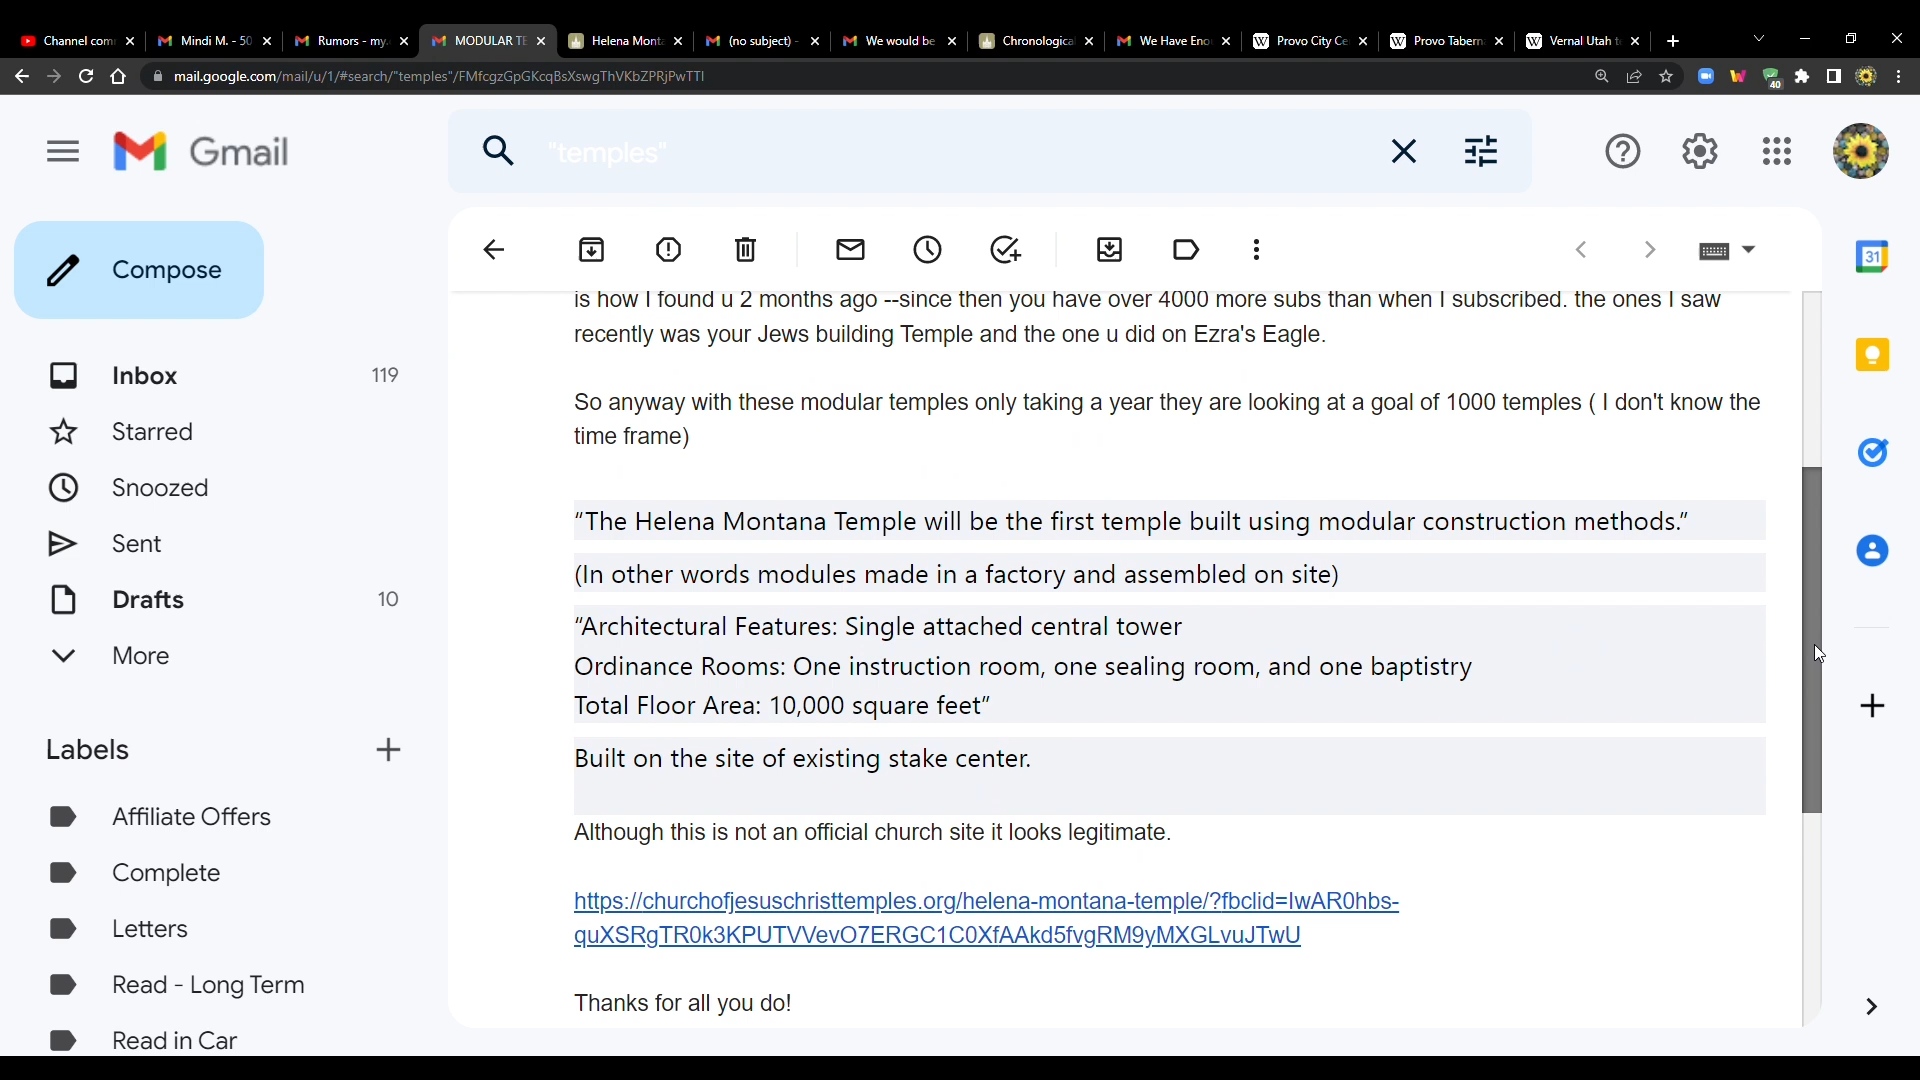 Channel com
Mindi M. - 50
Rumors - my.
MODULAR TE
Helena Mont
(no subject) -
We would be
Chronologica
We Have Eno
Provo City Ce
Provo Tabern
Vernal Utah t
mail.google.com/mail/u/1/#search/"temples"/FMfcgzGpGKcqBsXswgThVKbZPRjPwTTl
40
Gmail
"temples"
Compose
31
is how I found u 2 months ago --since then you have over 4000 more subs than when I subscribed. the ones I saw
recently was your Jews building Temple and the one u did on Ezra's Eagle.
Inbox 119
Starred
So anyway with these modular temples only taking a year they are looking at a goal of 1000 temples ( I don't know the
time frame)
Snoozed
Sent
Drafts 10
More
“The Helena Montana Temple will be the first temple built using modular construction methods.”
(In other words modules made in a factory and assembled on site)
“Architectural Features: Single attached central tower
Ordinance Rooms: One instruction room, one sealing room, and one baptistry
Total Floor Area: 10,000 square feet”
Labels
Built on the site of existing stake center.
Affiliate Offers
Complete
Letters
Read - Long Term
Read in Car
Although this is not an official church site it looks legitimate.
https://churchofjesuschristtemples.org/helena-montana-temple/?fbclid=IwAR0hbs-
quXSRgTR0k3KPUTVVevO7ERGC1C0XfAAkd5fvgRM9yMXGLvuJTwU
Thanks for all you do!